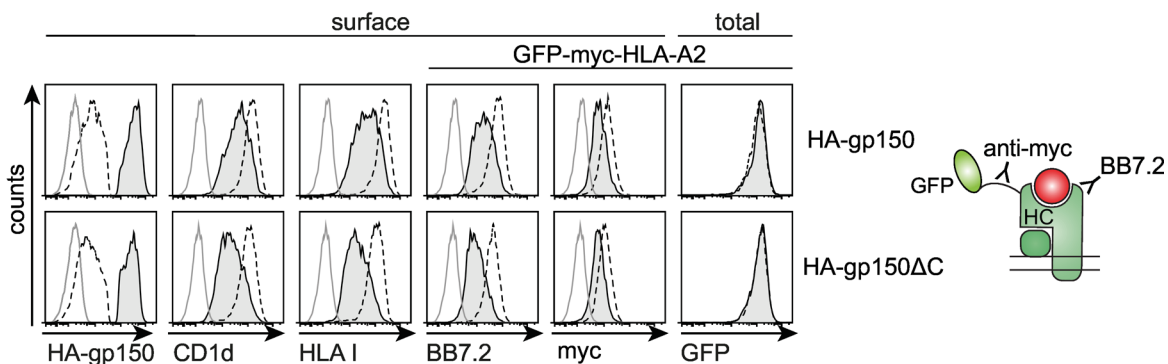 surface total
GFP-myc-HLA-A2
counts
HA-gp150
HA-gp150ΔC
HA-gp150 CD1d HLA I BB7.2 myc GFP
anti-myc
BB7.2
GFP
HC